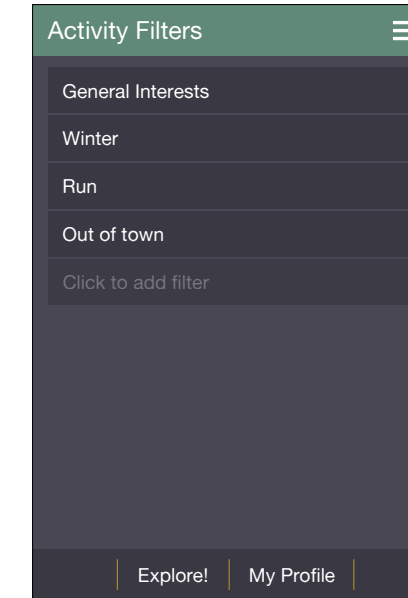 Activity Filters
General Interests
Winter
Run
Out of town
Click to add filter
Explore! My Profile